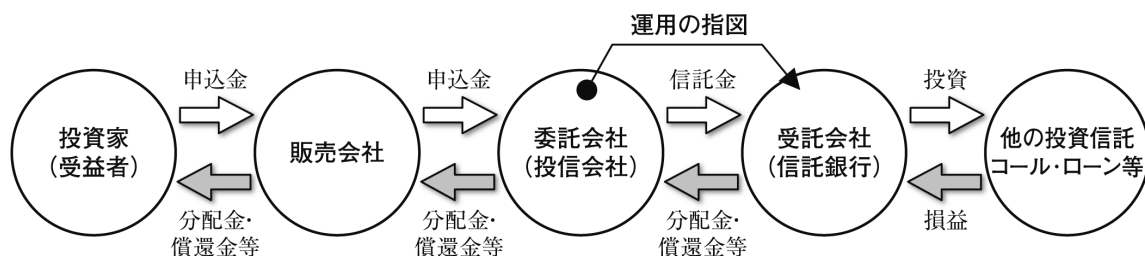 運用の指図
申込金
申込金
信託金
投資
投資家
(受益者)
販売会社
委託会社
(投信会社)
受託会社
(信託銀行)
他の投資信託
コール・ローン等
分配金・
償還金等
分配金・
償還金等
分配金・
償還金等
損益